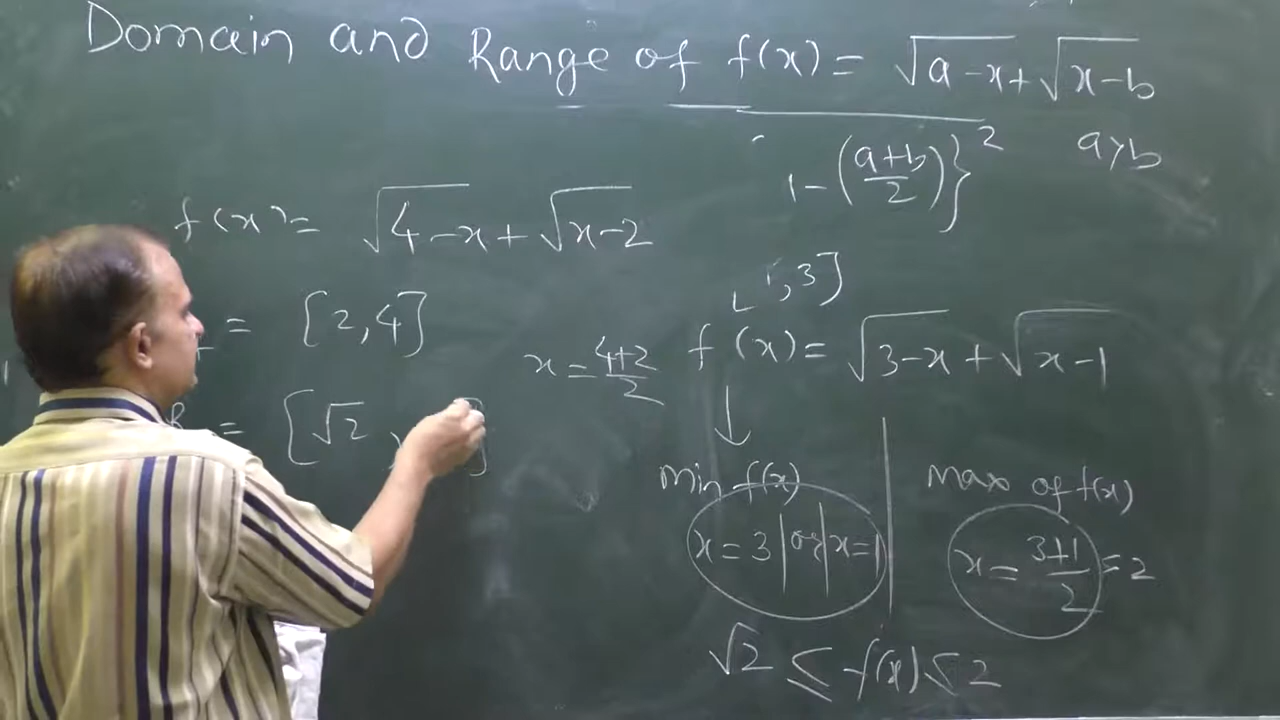 Domain and Range of f(x) = √(a-x) + √(x-b)
a>b
1 - (a+b/2)}²
f(x) = √(4-x) + √(x-2)
= [2,4]
R = [√2 , ]
x = 4+2/2
,3]
f(x) = √(3-x) + √(x-1)
↓
Min f(x)
x = 3 | or | x = 1
Max of f(x)
x = 3+1/2 = 2
√2 ≤ f(x) ≤ 2